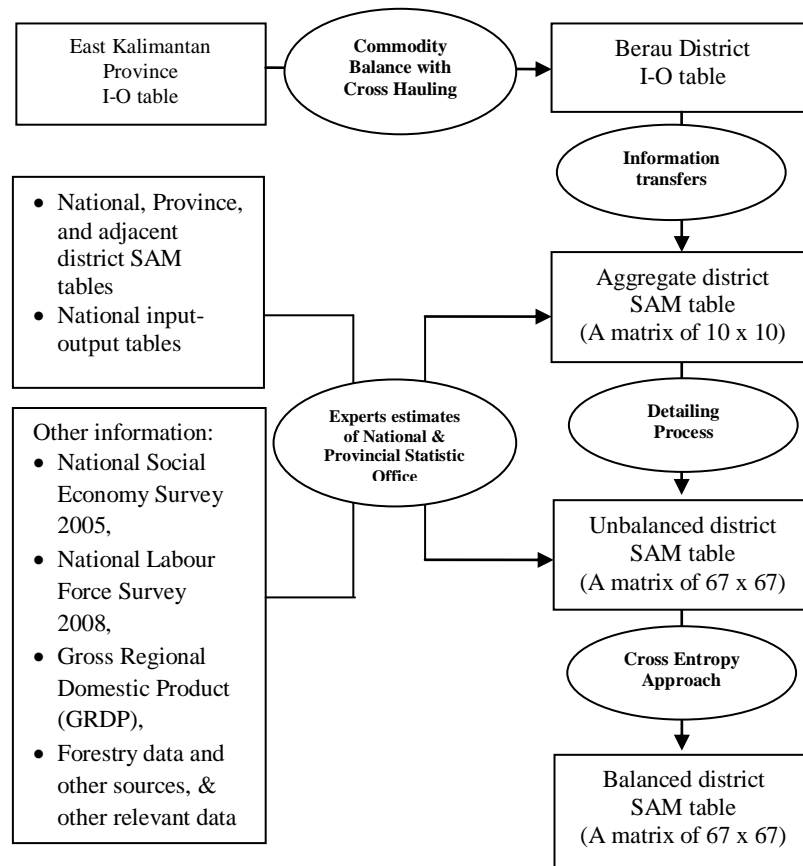 East Kalimantan
Province
I-O table
Commodity
Balance with
Cross Hauling
Berau District
I-O table
Information
transfers
• National, Province,
and adjacent
district SAM
tables
• National input-
output tables
Aggregate district
SAM table
(A matrix of 10 x 10)
Experts estimates
of National &
Provincial Statistic
Office
Detailing
Process
Other information:
• National Social
Economy Survey
2005,
• National Labour
Force Survey
2008,
• Gross Regional
Domestic Product
(GRDP),
• Forestry data and
other sources, &
other relevant data
Unbalanced district
SAM table
(A matrix of 67 x 67)
Cross Entropy
Approach
Balanced district
SAM table
(A matrix of 67 x 67)